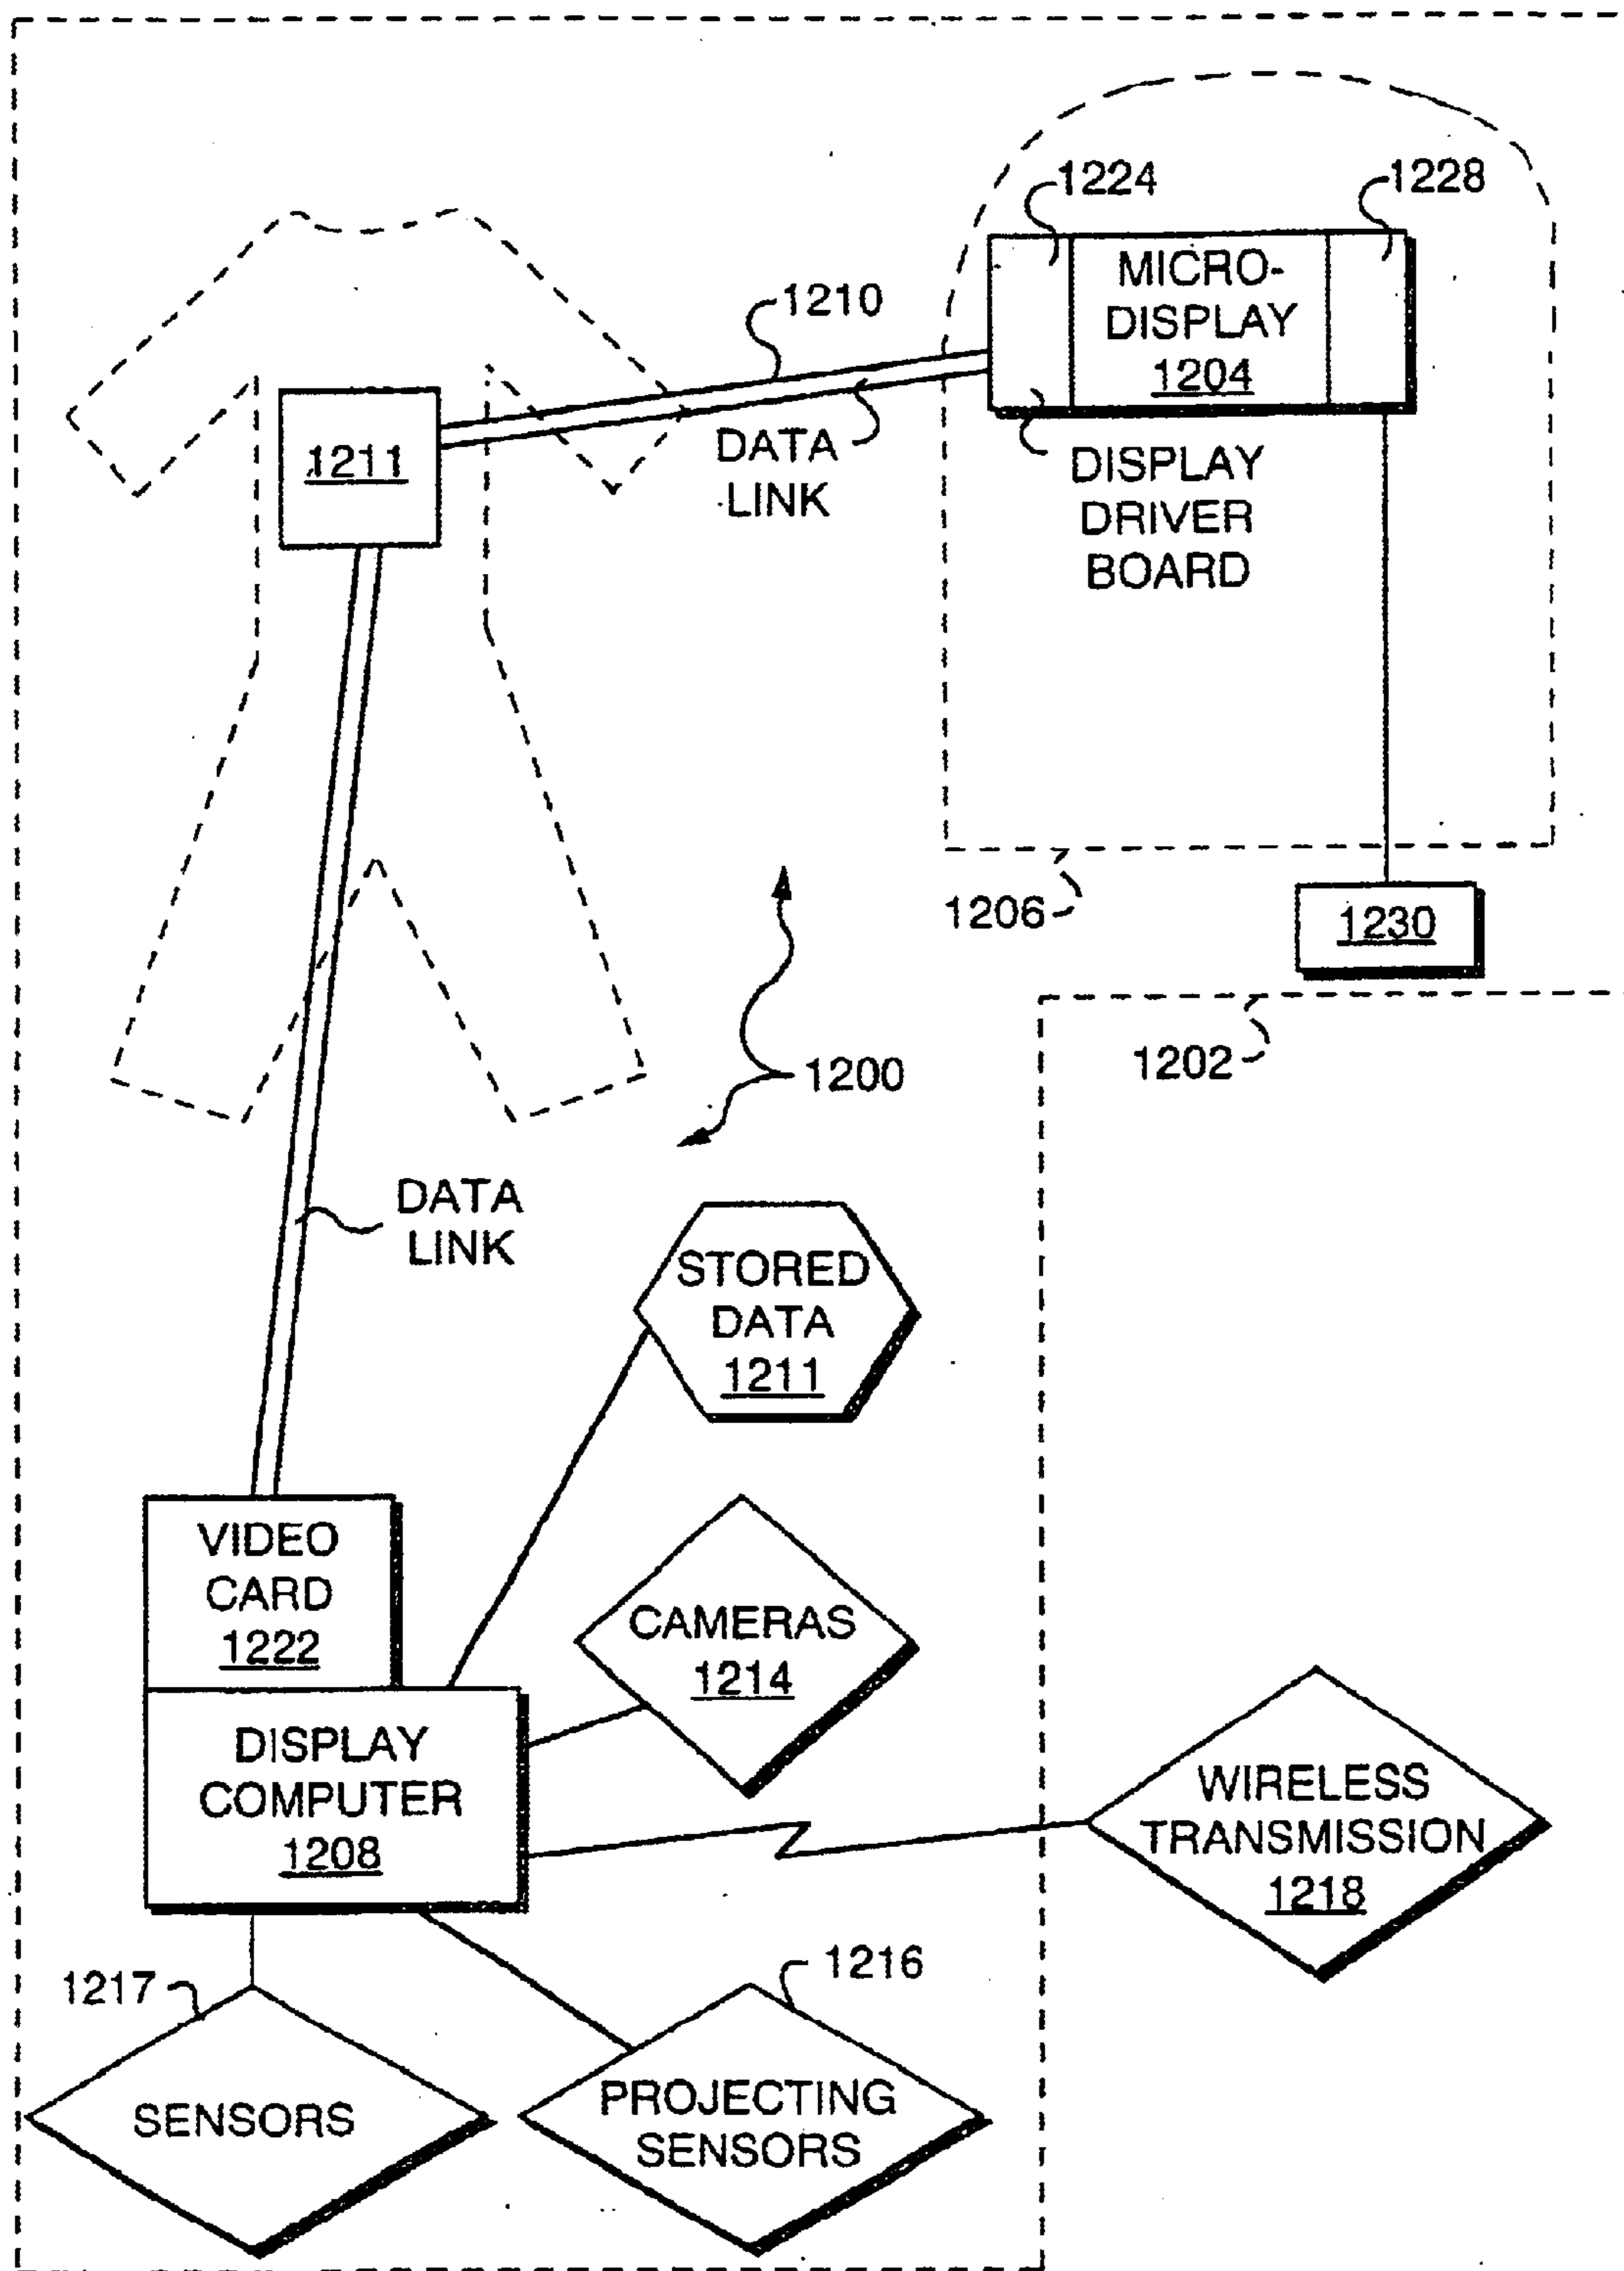 1224
1228
MICRO-
DISPLAY
1204
1210
1211
DATA
LINK
DISPLAY
DRIVER
BOARD
1206
1230
1202
1200
DATA
LINK
STORED
DATA
1211
VIDEO
CARD
1222
CAMERAS
1214
DISPLAY
COMPUTER
1208
WIRELESS
TRANSMISSION
1218
1217
1216
SENSORS
PROJECTING
SENSORS